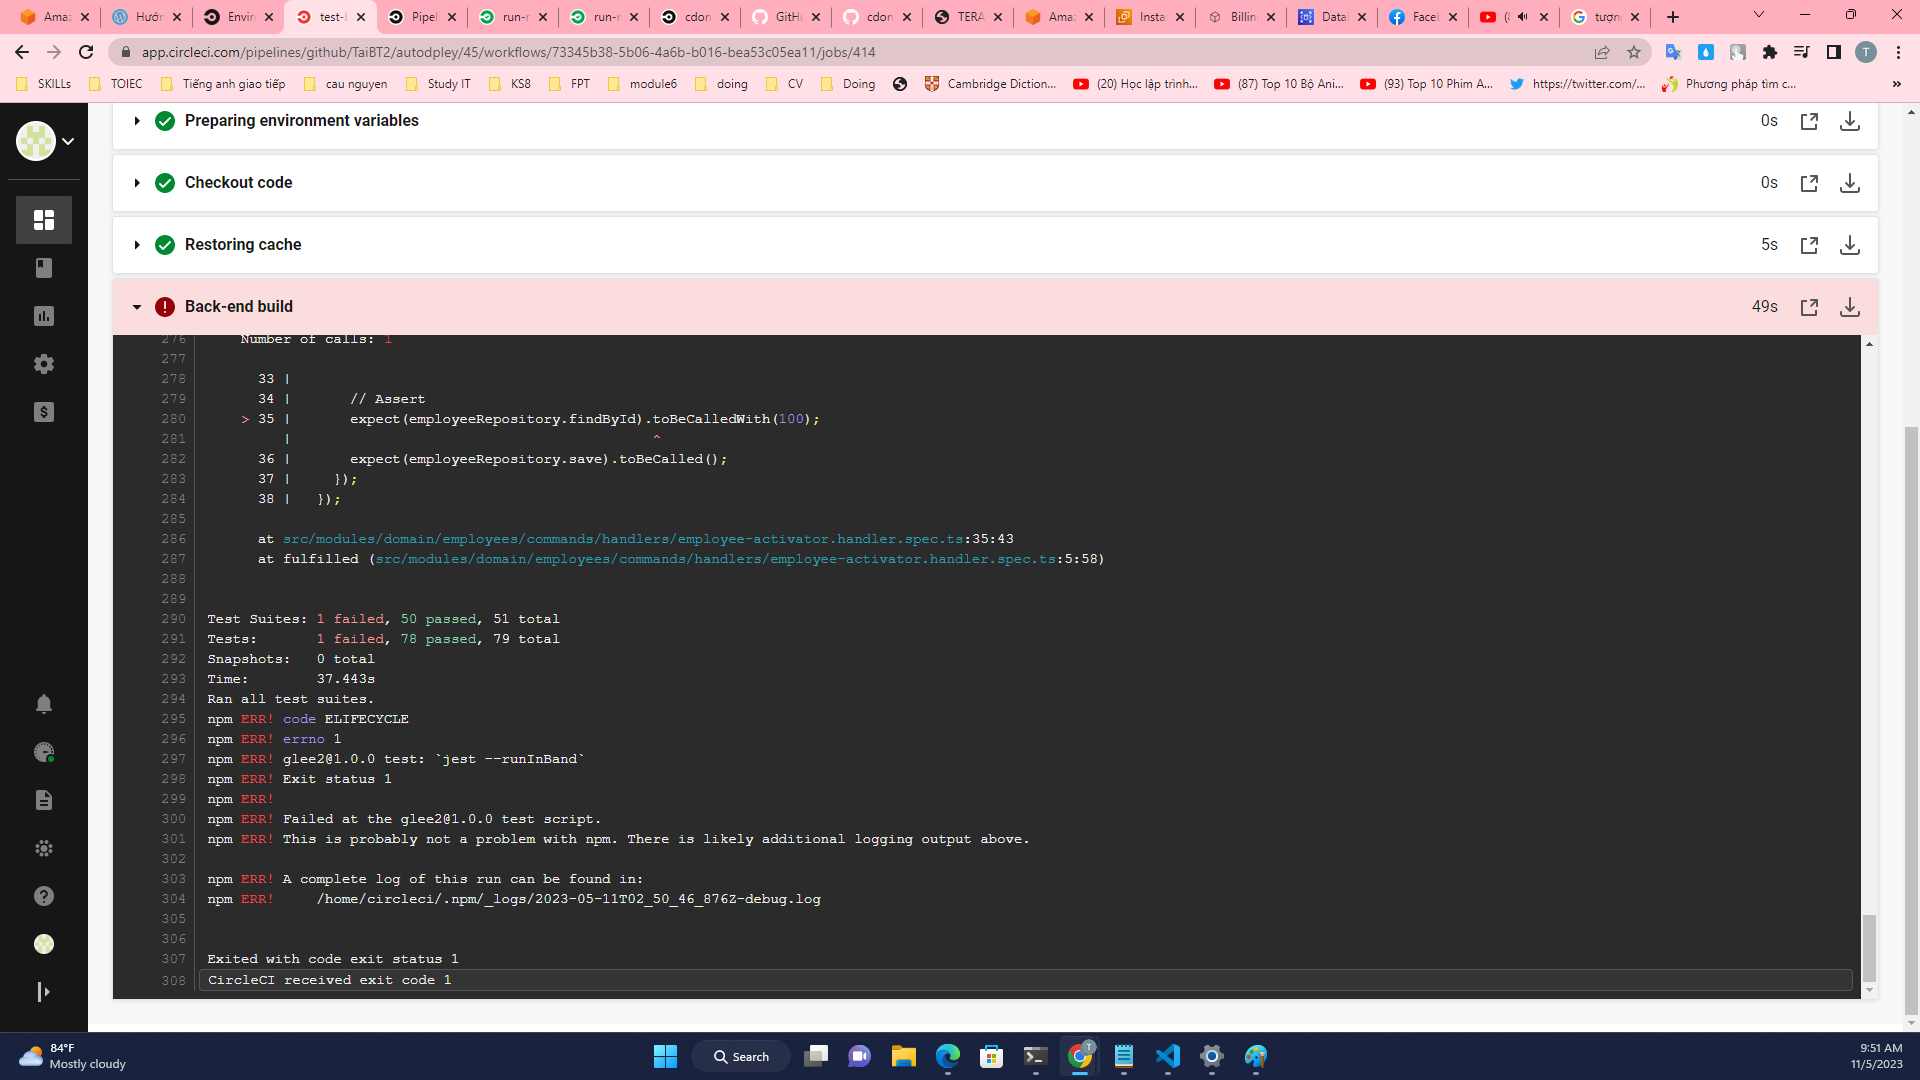 Amaz
Hướn
Enviro
test-b
Pipeli
run-m
run-m
cdon
GitHu
cdon
TERA
Amaz
Insta
Billin
Datab
Faceb
(8
tượng
app.circleci.com/pipelines/github/TaiBT2/autodpley/45/workflows/73345b38-5b06-4a6b-b016-bea53c05ea11/jobs/414
T
SKILLs
TOIEC
Tiếng anh giao tiếp
cau nguyen
Study IT
KS8
FPT
module6
doing
CV
Doing
Cambridge Diction...
(20) Học lập trình...
(87) Top 10 Bộ Ani...
(93) Top 10 Phim A...
https://twitter.com/...
Phương pháp tìm c...
»
Preparing environment variables
0s
Checkout code
0s
Restoring cache
5s
Back-end build
49s
276 Number of calls: 1
277
278 33 |
279 34 | // Assert
280 > 35 | expect(employeeRepository.findById).toBeCalledWith(100);
281 | ^
282 36 | expect(employeeRepository.save).toBeCalled();
283 37 | });
284 38 | });
285
286 at src/modules/domain/employees/commands/handlers/employee-activator.handler.spec.ts:35:43
287 at fulfilled (src/modules/domain/employees/commands/handlers/employee-activator.handler.spec.ts:5:58)
288
289
290 Test Suites: 1 failed, 50 passed, 51 total
291 Tests: 1 failed, 78 passed, 79 total
292 Snapshots: 0 total
293 Time: 37.443s
294 Ran all test suites.
295 npm ERR! code ELIFECYCLE
296 npm ERR! errno 1
297 npm ERR! glee2@1.0.0 test: `jest --runInBand`
298 npm ERR! Exit status 1
299 npm ERR!
300 npm ERR! Failed at the glee2@1.0.0 test script.
301 npm ERR! This is probably not a problem with npm. There is likely additional logging output above.
302
303 npm ERR! A complete log of this run can be found in:
304 npm ERR! /home/circleci/.npm/_logs/2023-05-11T02_50_46_876Z-debug.log
305
306
307 Exited with code exit status 1
308 CircleCI received exit code 1
84°F
Mostly cloudy
Search
T
9:51 AM
11/5/2023